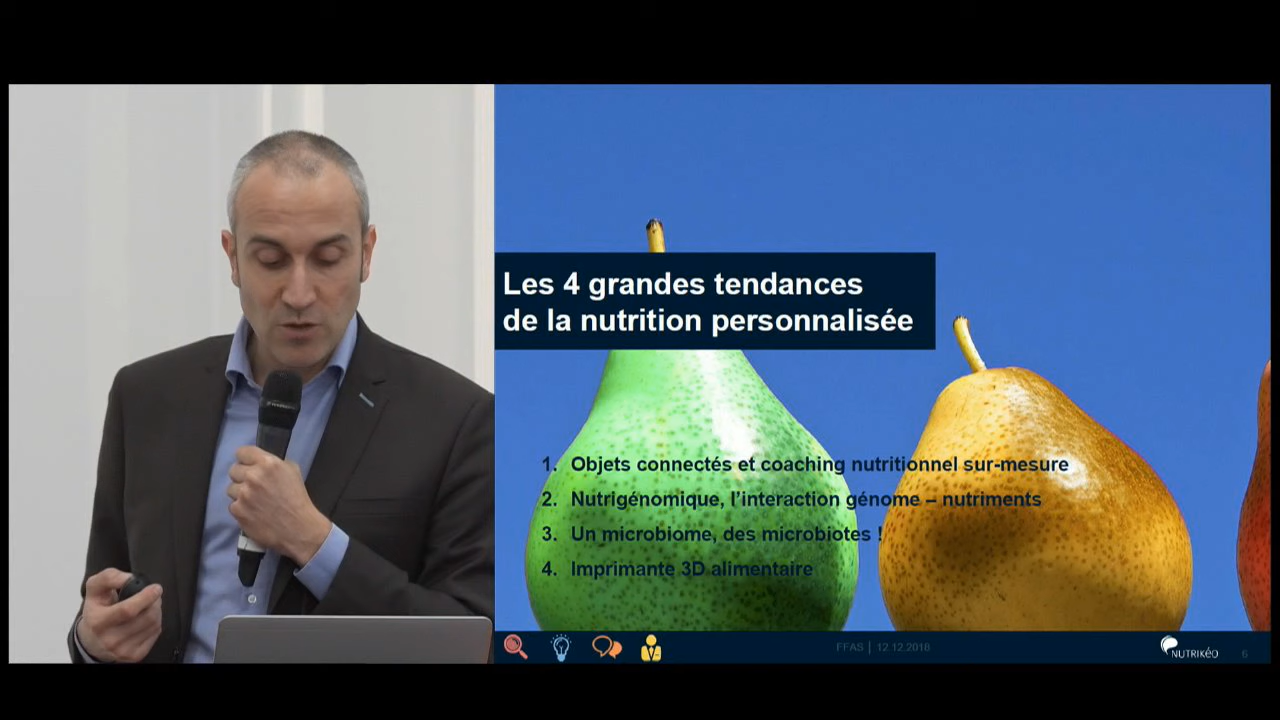 Les 4 grandes tendances
de la nutrition personnalisée
1. Objets connectés et coaching nutritionnel sur-mesure
2. Nutrigénomique, l'interaction génome – nutriments
3. Un microbiome, des microbiotes !
4. Imprimante 3D alimentaire
FFAS | 12.12.2018
NUTRIKÉO
6